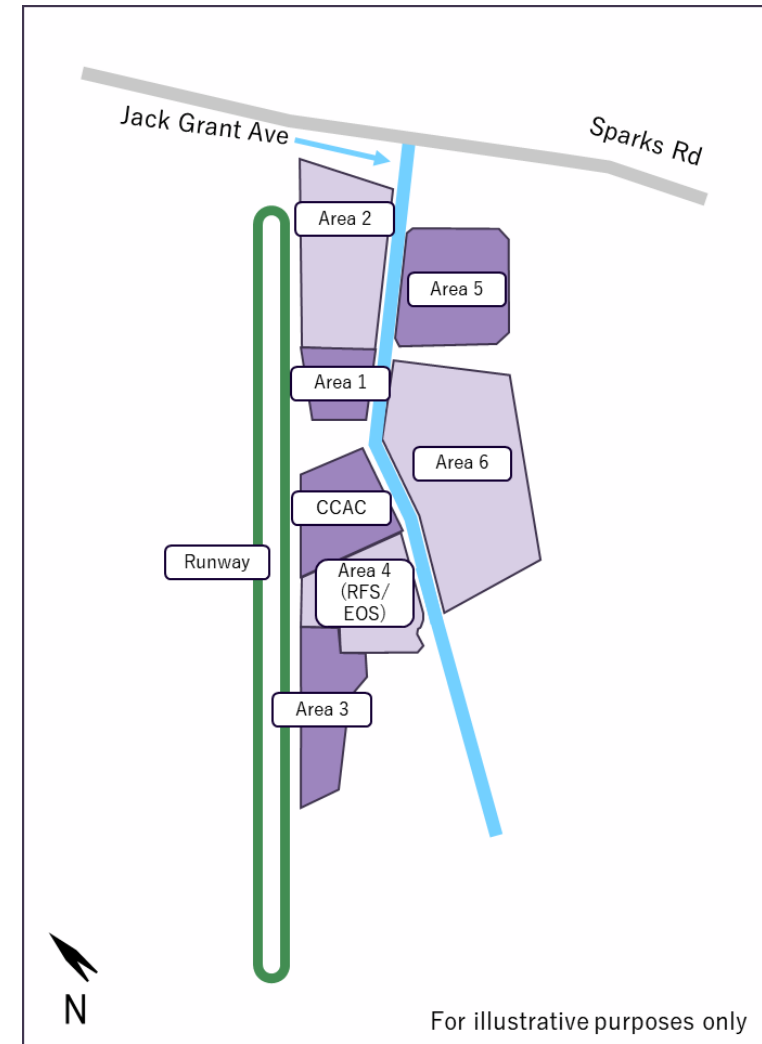 Jack Grant Ave
Sparks Rd
Area 2
Area 5
Area 1
Area 6
CCAC
Runway
Area 4
(RFS/
EOS)
Area 3
N
For illustrative purposes only